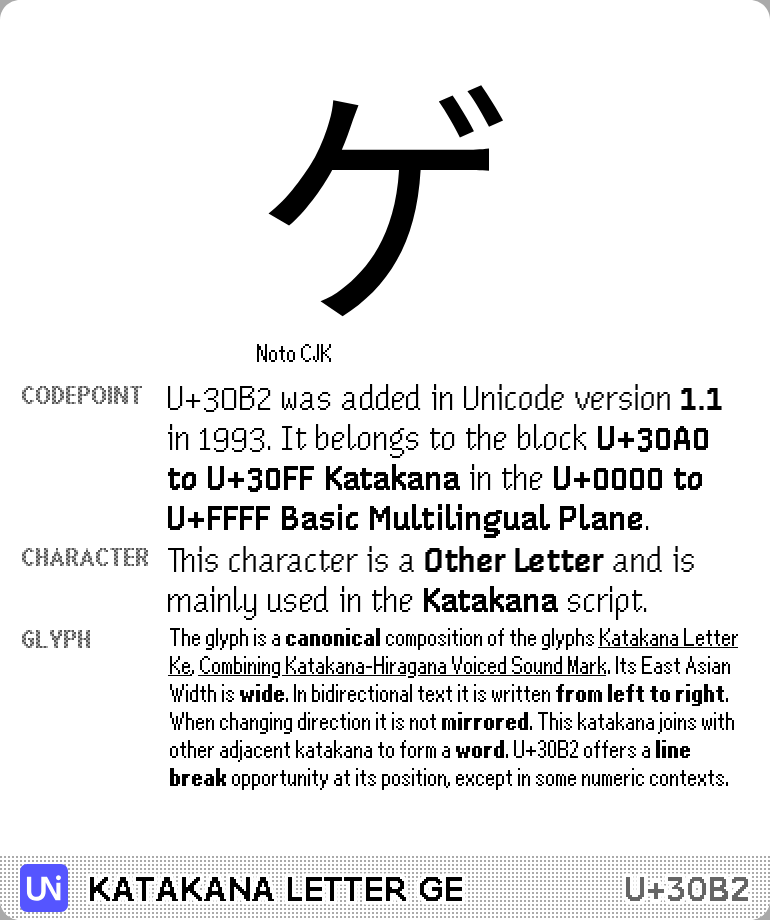 ゲ
Noto CJK
CODEPOINT U+30B2 was added in Unicode version 1.1
in 1993. It belongs to the block U+30A0
to U+30FF Katakana in the U+0000 to
U+FFFF Basic Multilingual Plane.
CHARACTER This character is a Other Letter and is
mainly used in the Katakana script.
GLYPH The glyph is a canonical composition of the glyphs Katakana Letter
Ke, Combining Katakana-Hiragana Voiced Sound Mark. Its East Asian
Width is wide. In bidirectional text it is written from left to right.
When changing direction it is not mirrored. This katakana joins with
other adjacent katakana to form a word. U+30B2 offers a line
break opportunity at its position, except in some numeric contexts.
UNi KATAKANA LETTER GE U+30B2